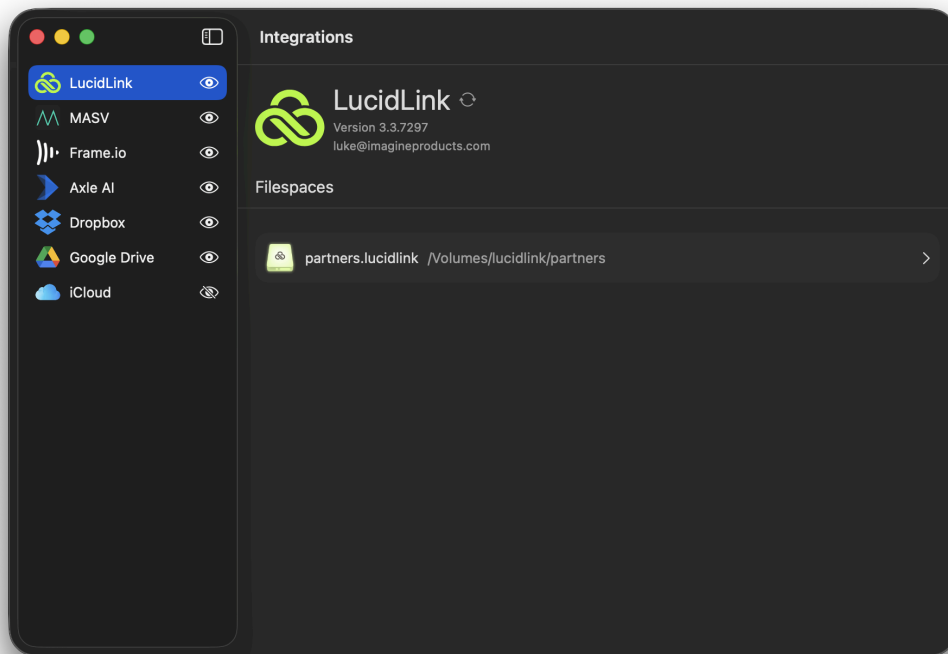 Integrations
LucidLink
MASV
Frame.io
Axle AI
Dropbox
Google Drive
iCloud
LucidLink
Version 3.3.7297
luke@imagineproducts.com
Filespaces
partners.lucidlink /Volumes/lucidlink/partners